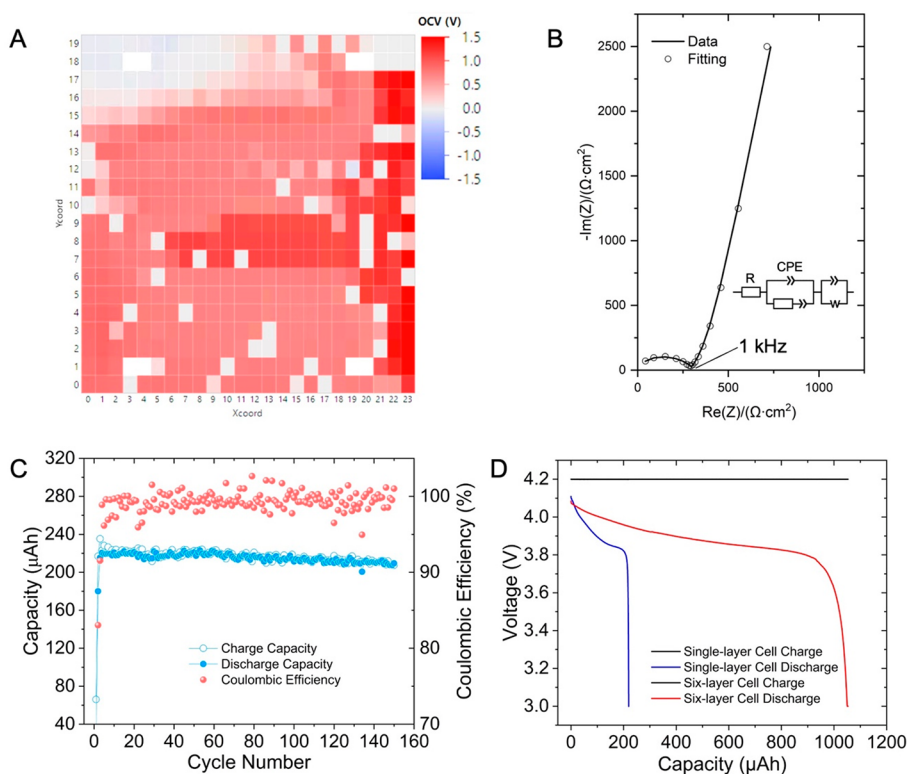 A
OCV (V)
1.5
1.0
0.5
0.0
-0.5
-1.0
-1.5
19
18
17
16
15
14
13
12
11
10
9
8
7
6
5
4
3
2
1
0
Ycoord
0 1 2 3 4 5 6 7 8 9 10 11 12 13 14 15 16 17 18 19 20 21 22 23
Xcoord
B
Data
Fitting
2500
2000
1500
1000
500
0
-Im(Z)/(Ω·cm²)
R
CPE
W
1 kHz
0 500 1000
Re(Z)/(Ω·cm²)
C
320
280
240
200
160
120
80
40
Capacity (μAh)
100
90
80
70
Coulombic Efficiency (%)
Charge Capacity
Discharge Capacity
Coulombic Efficiency
0 20 40 60 80 100 120 140 160
Cycle Number
D
4.2
4.0
3.8
3.6
3.4
3.2
3.0
Voltage (V)
Single-layer Cell Charge
Single-layer Cell Discharge
Six-layer Cell Charge
Six-layer Cell Discharge
0 200 400 600 800 1000 1200
Capacity (μAh)